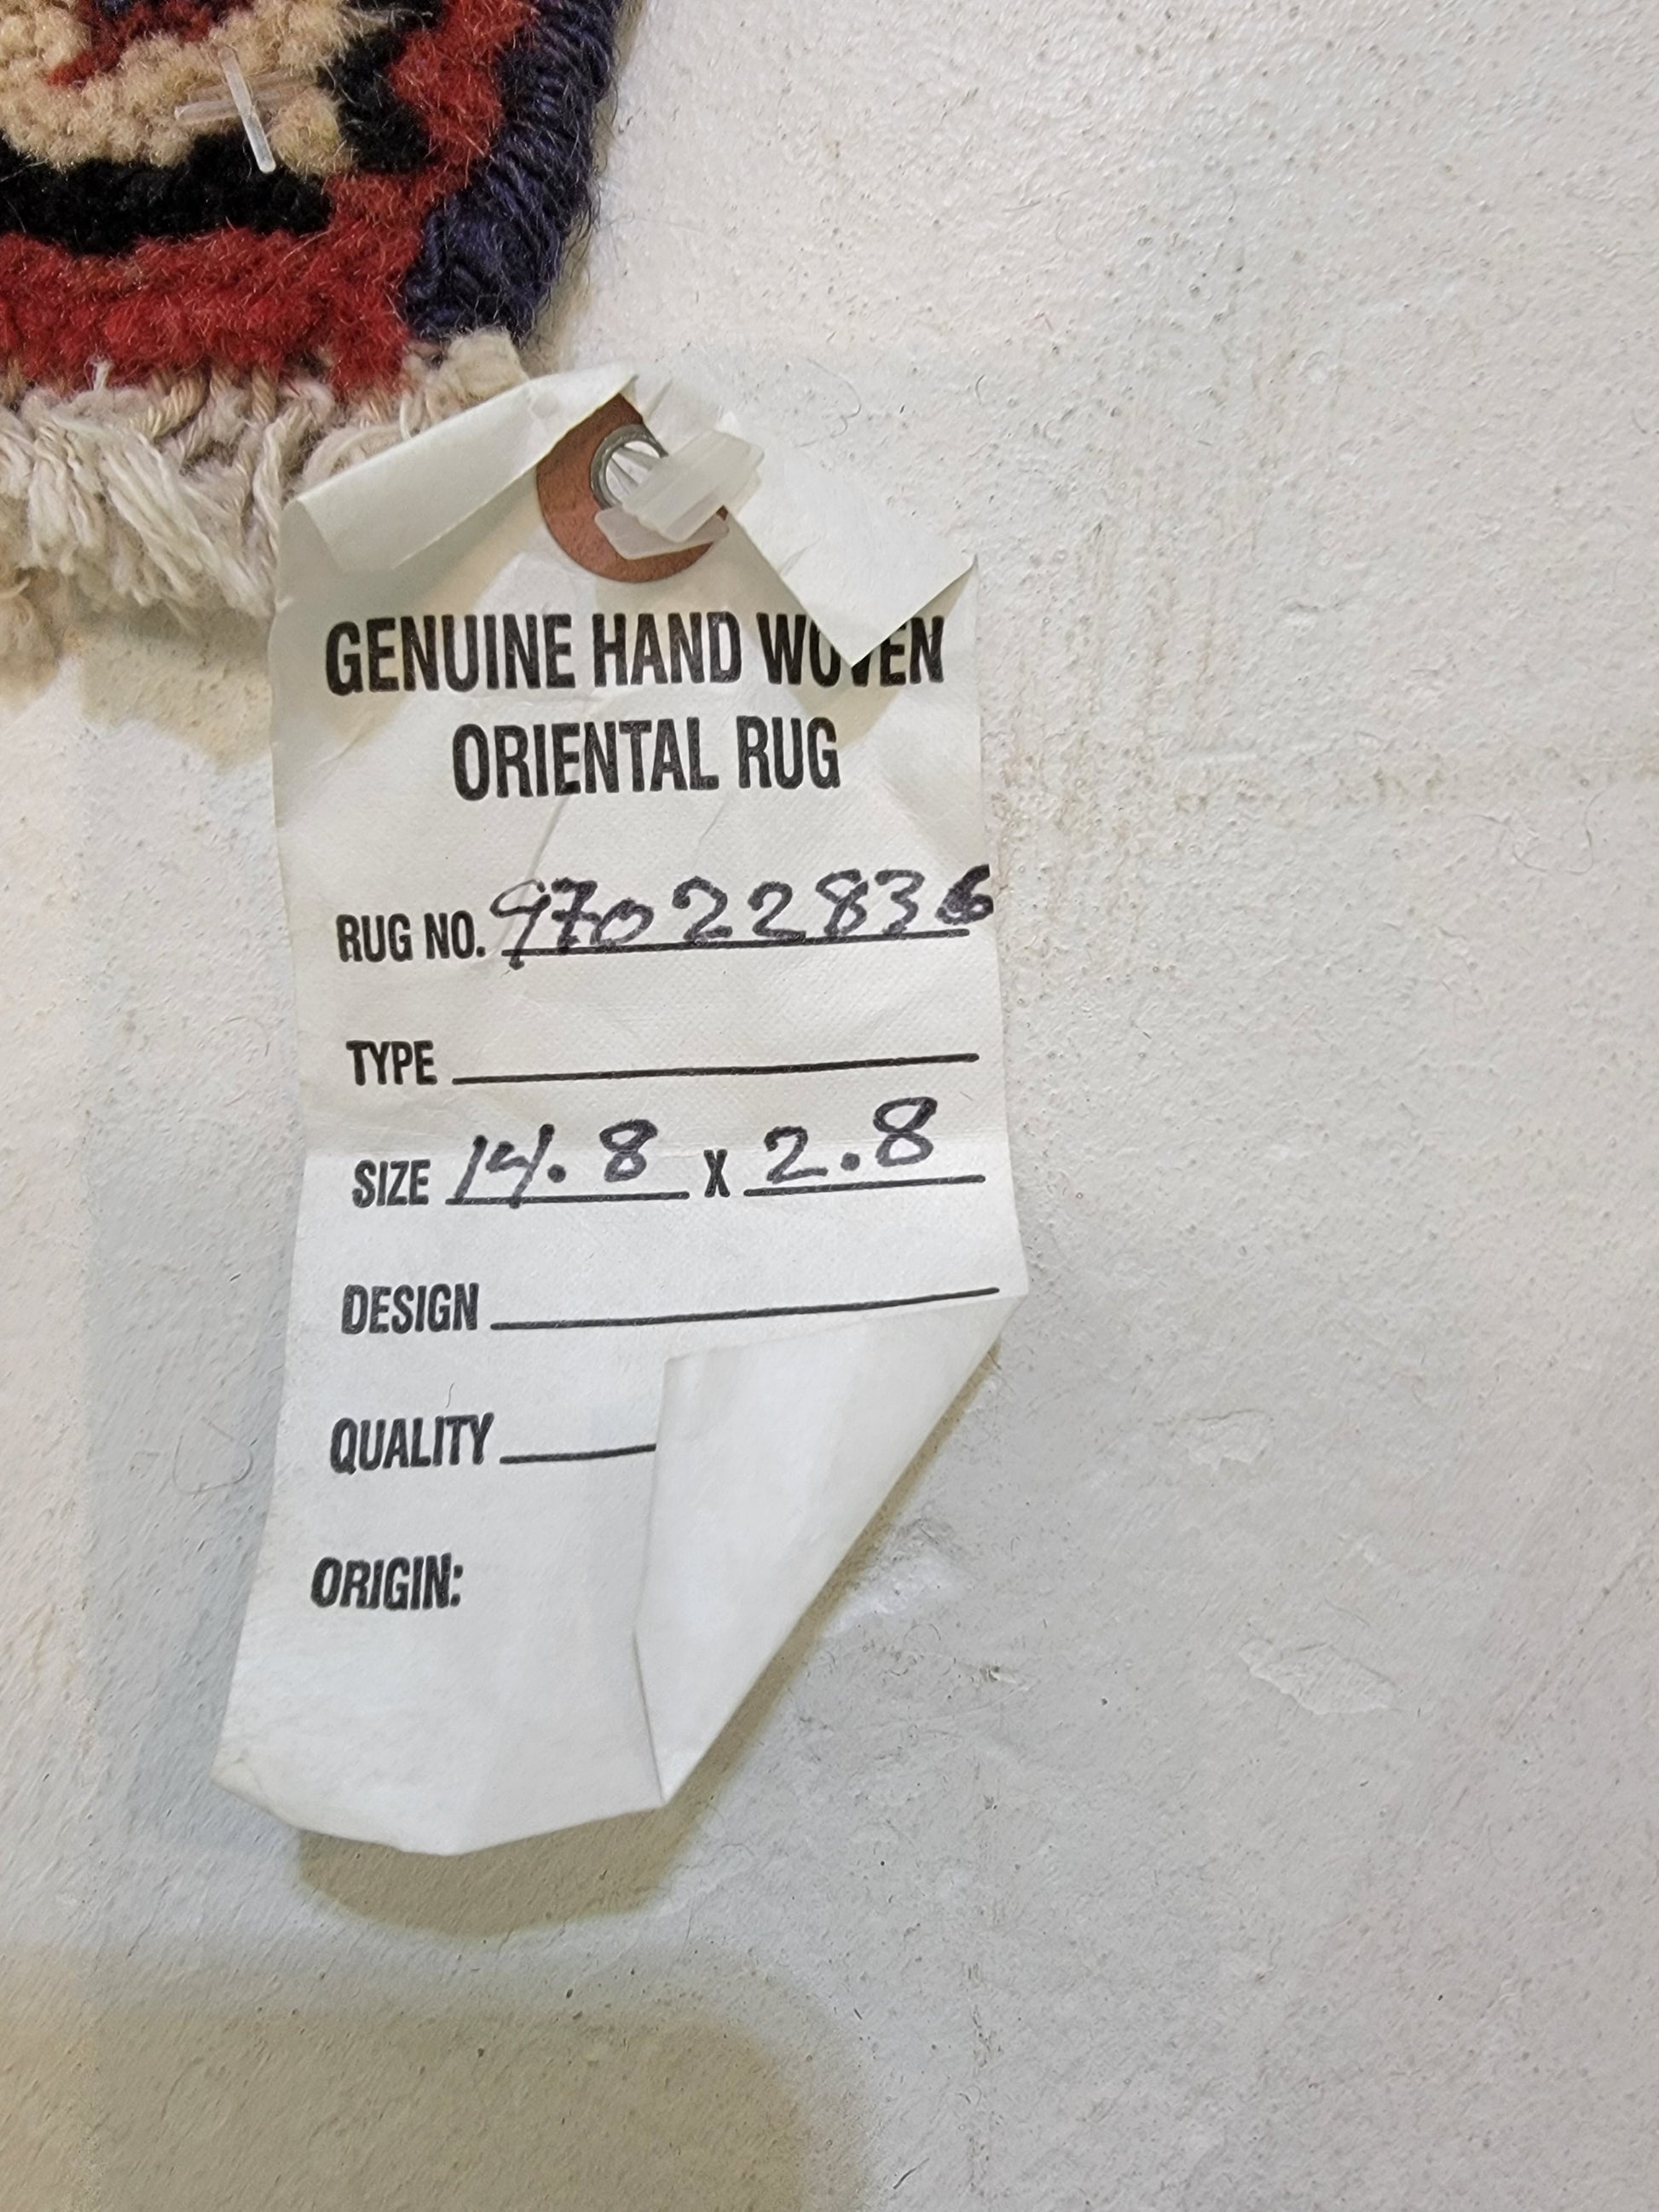 GENUINE HAND WOVEN
ORIENTAL RUG
RUG NO. 97022836
TYPE
SIZE 14.8 X 2.8
DESIGN
QUALITY
ORIGIN: